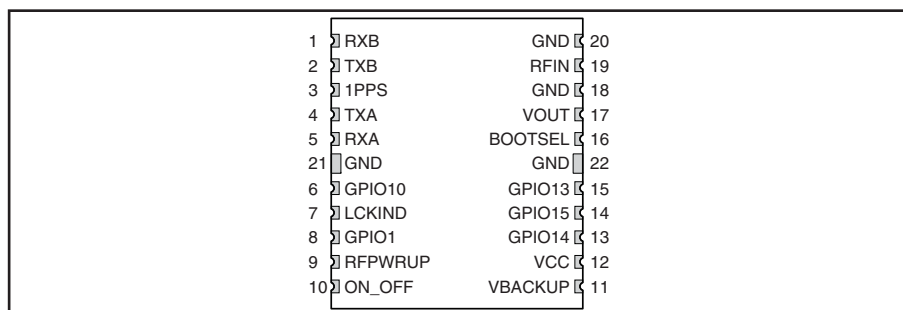 1 RXB GND 20
2 TXB RFIN 19
3 1PPS GND 18
4 TXA VOUT 17
5 RXA BOOTSEL 16
21 GND GND 22
6 GPIO10 GPIO13 15
7 LCKIND GPIO15 14
8 GPIO1 GPIO14 13
9 RFPWRUP VCC 12
10 ON_OFF VBACKUP 11